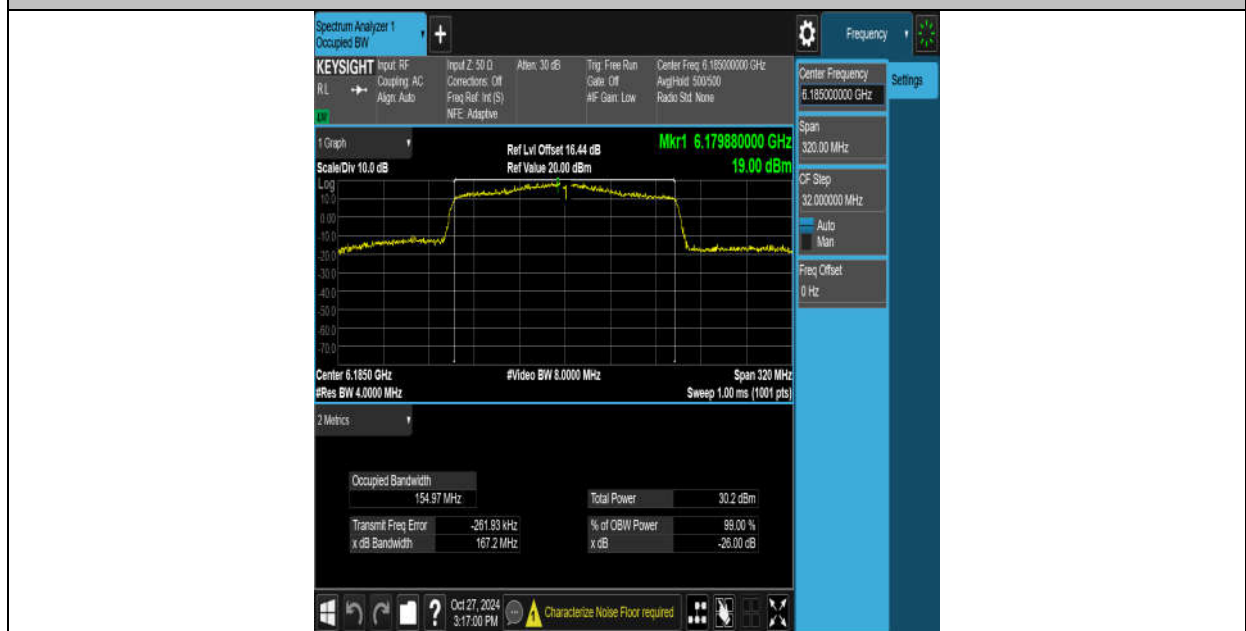 Spectrum Analyzer 1
Occupied BW
+
Frequency
KEYSIGHT
RL
Input: RF
Coupling: AC
Align: Auto
Input Z: 50 Ω
Corrections: Off
Freq Ref: Int (S)
NFE: Adaptive
Atten: 30 dB
Trig: Free Run
Gate: Off
#IF Gain: Low
Center Freq: 6.185000000 GHz
Avg|Hold: 500/500
Radio Std: None
Center Frequency
6.185000000 GHz
Settings
Span
320.00 MHz
CF Step
32.000000 MHz
Auto
Man
Freq Offset
0 Hz
1 Graph
Scale/Div 10.0 dB
Ref Lvl Offset 16.44 dB
Ref Value 20.00 dBm
Mkr1 6.179880000 GHz
19.00 dBm
Log
10.0
0.00
-10.0
-20.0
-30.0
-40.0
-50.0
-60.0
-70.0
Center 6.1850 GHz
#Res BW 4.0000 MHz
#Video BW 8.0000 MHz
Span 320 MHz
Sweep 1.00 ms (1001 pts)
2 Metrics
Occupied Bandwidth
154.97 MHz
Transmit Freq Error -261.93 kHz
x dB Bandwidth 167.2 MHz
Total Power 30.2 dBm
% of OBW Power 99.00 %
x dB -26.00 dB
?
Oct 27, 2024
3:17:00 PM
Characterize Noise Floor required